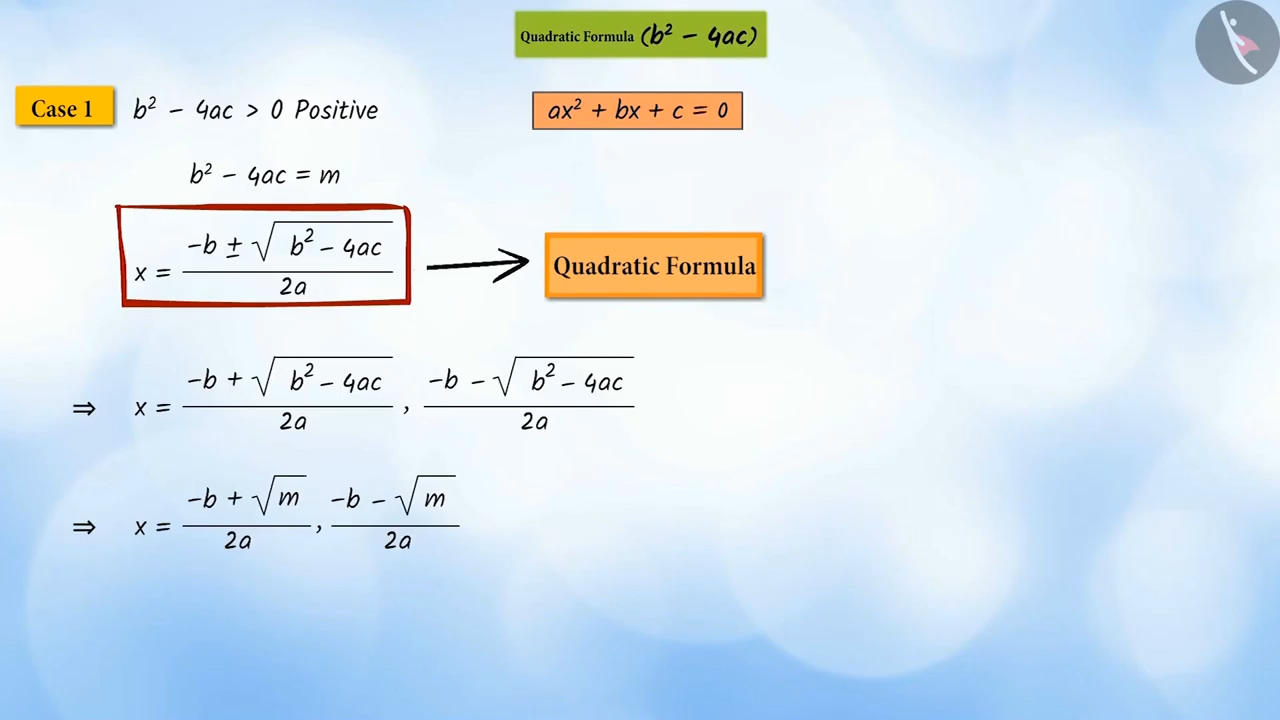 Quadratic Formula (b² − 4ac)
Case 1 b² − 4ac > 0 Positive
ax² + bx + c = 0
b² − 4ac = m
x = (-b ± √(b² − 4ac)) / 2a
Quadratic Formula
⇒ x = (-b + √(b² − 4ac)) / 2a , (-b − √(b² − 4ac)) / 2a
⇒ x = (-b + √m) / 2a , (-b − √m) / 2a